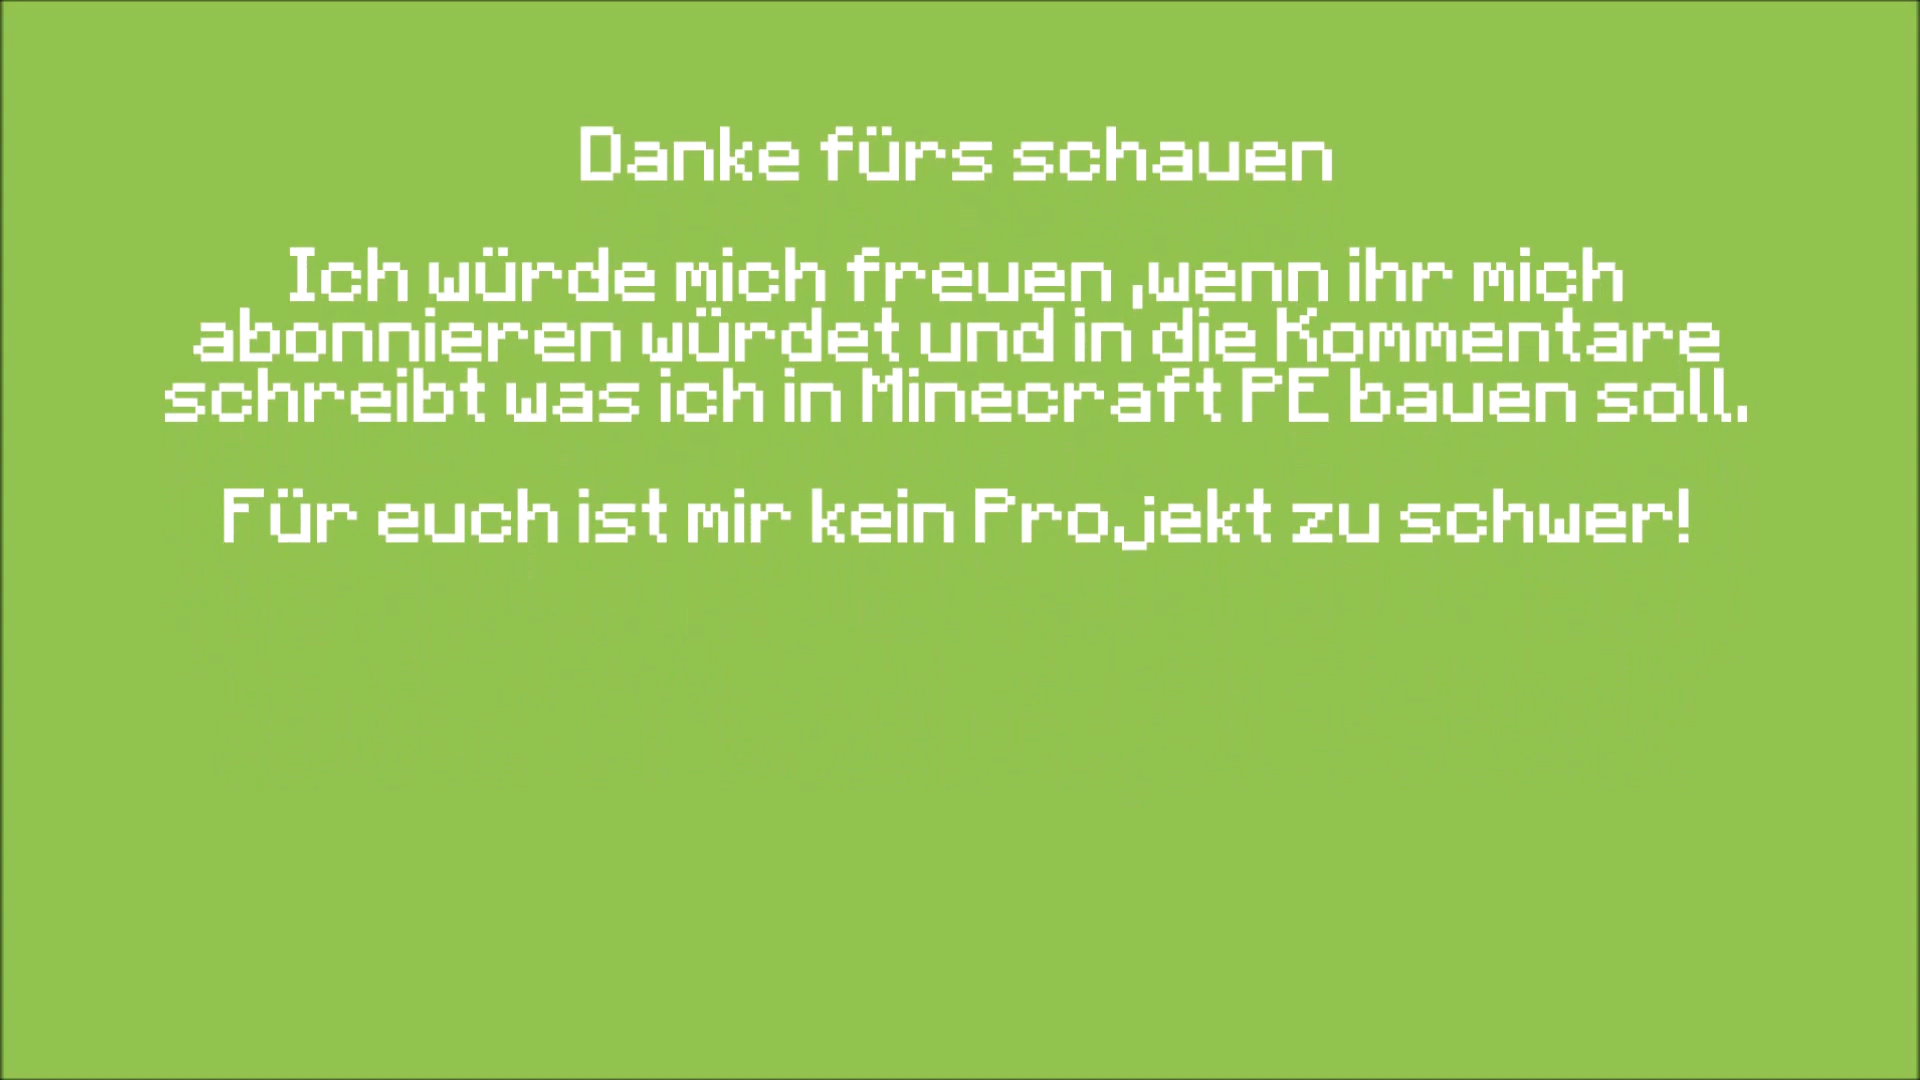 Danke fürs schauen
Ich würde mich freuen ,wenn ihr mich
abonnieren würdet und in die Kommentare
schreibt was ich in Minecraft PE bauen soll.
Für euch ist mir kein Projekt zu schwer!